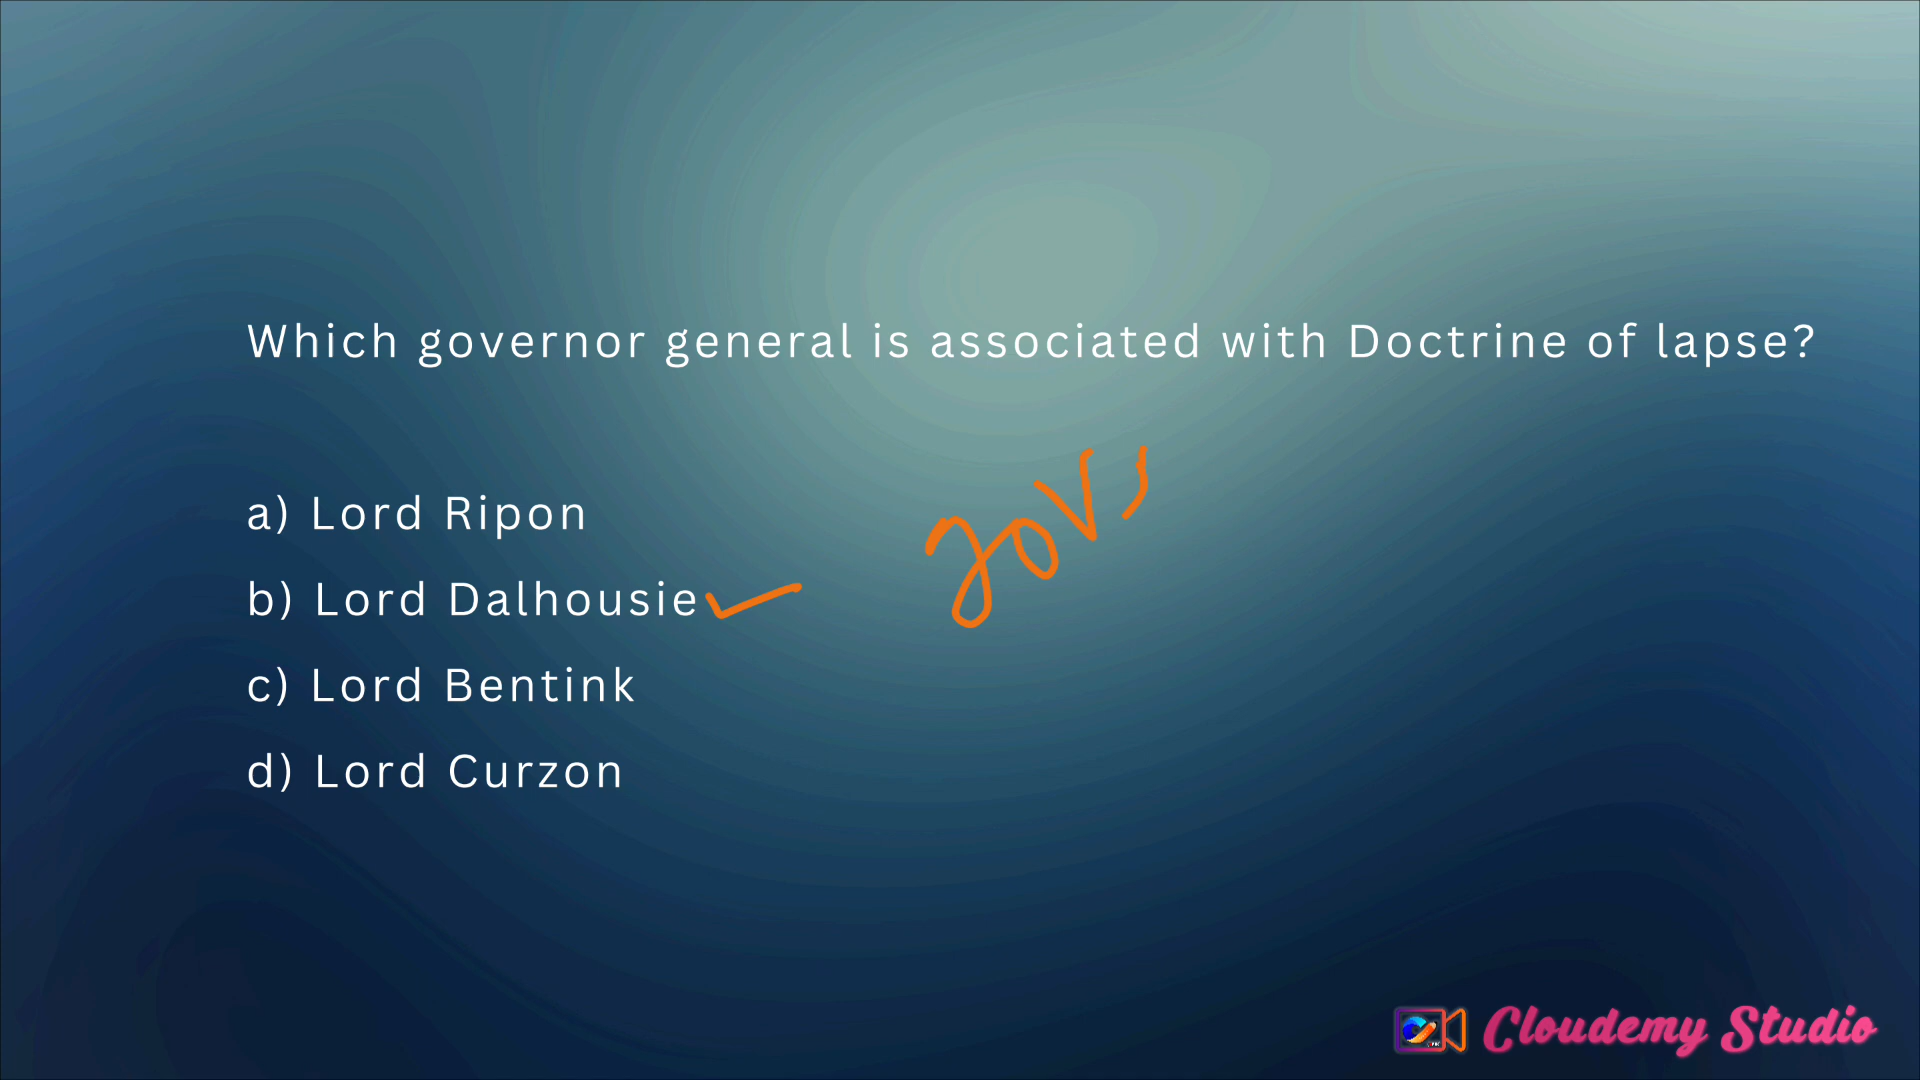 Which governor general is associated with Doctrine of lapse?
a) Lord Ripon
b) Lord Dalhousie
c) Lord Bentink
d) Lord Curzon
Cloudemy Studio